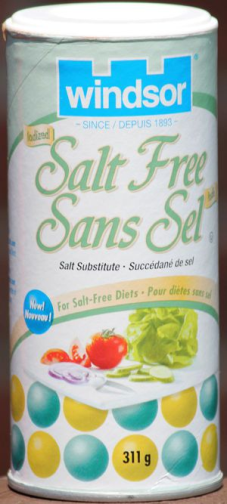 windsor
- SINCE / DEPUIS 1893 -
Salt Free
Sans Sel
Salt Substitute · Succédané de sel
New!
Nouveau!
For Salt-Free Diets · Pour diètes sans sel
311 g